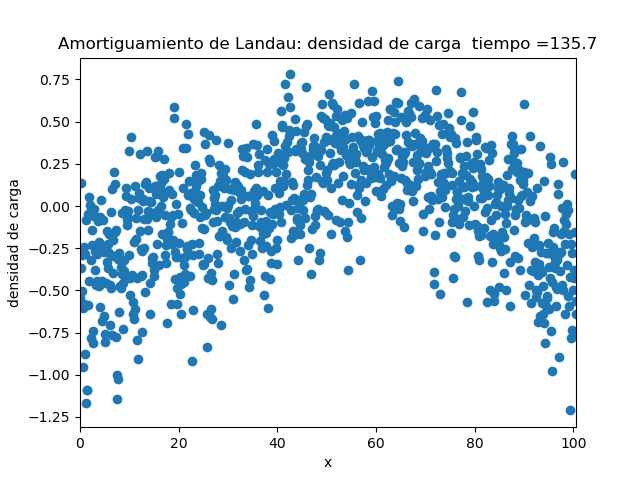 Amortiguamiento de Landau: densidad de carga  tiempo =135.7
0.75
0.50
0.25
0.00
−0.25
−0.50
−0.75
−1.00
−1.25
densidad de carga
0 20 40 60 80 100
x